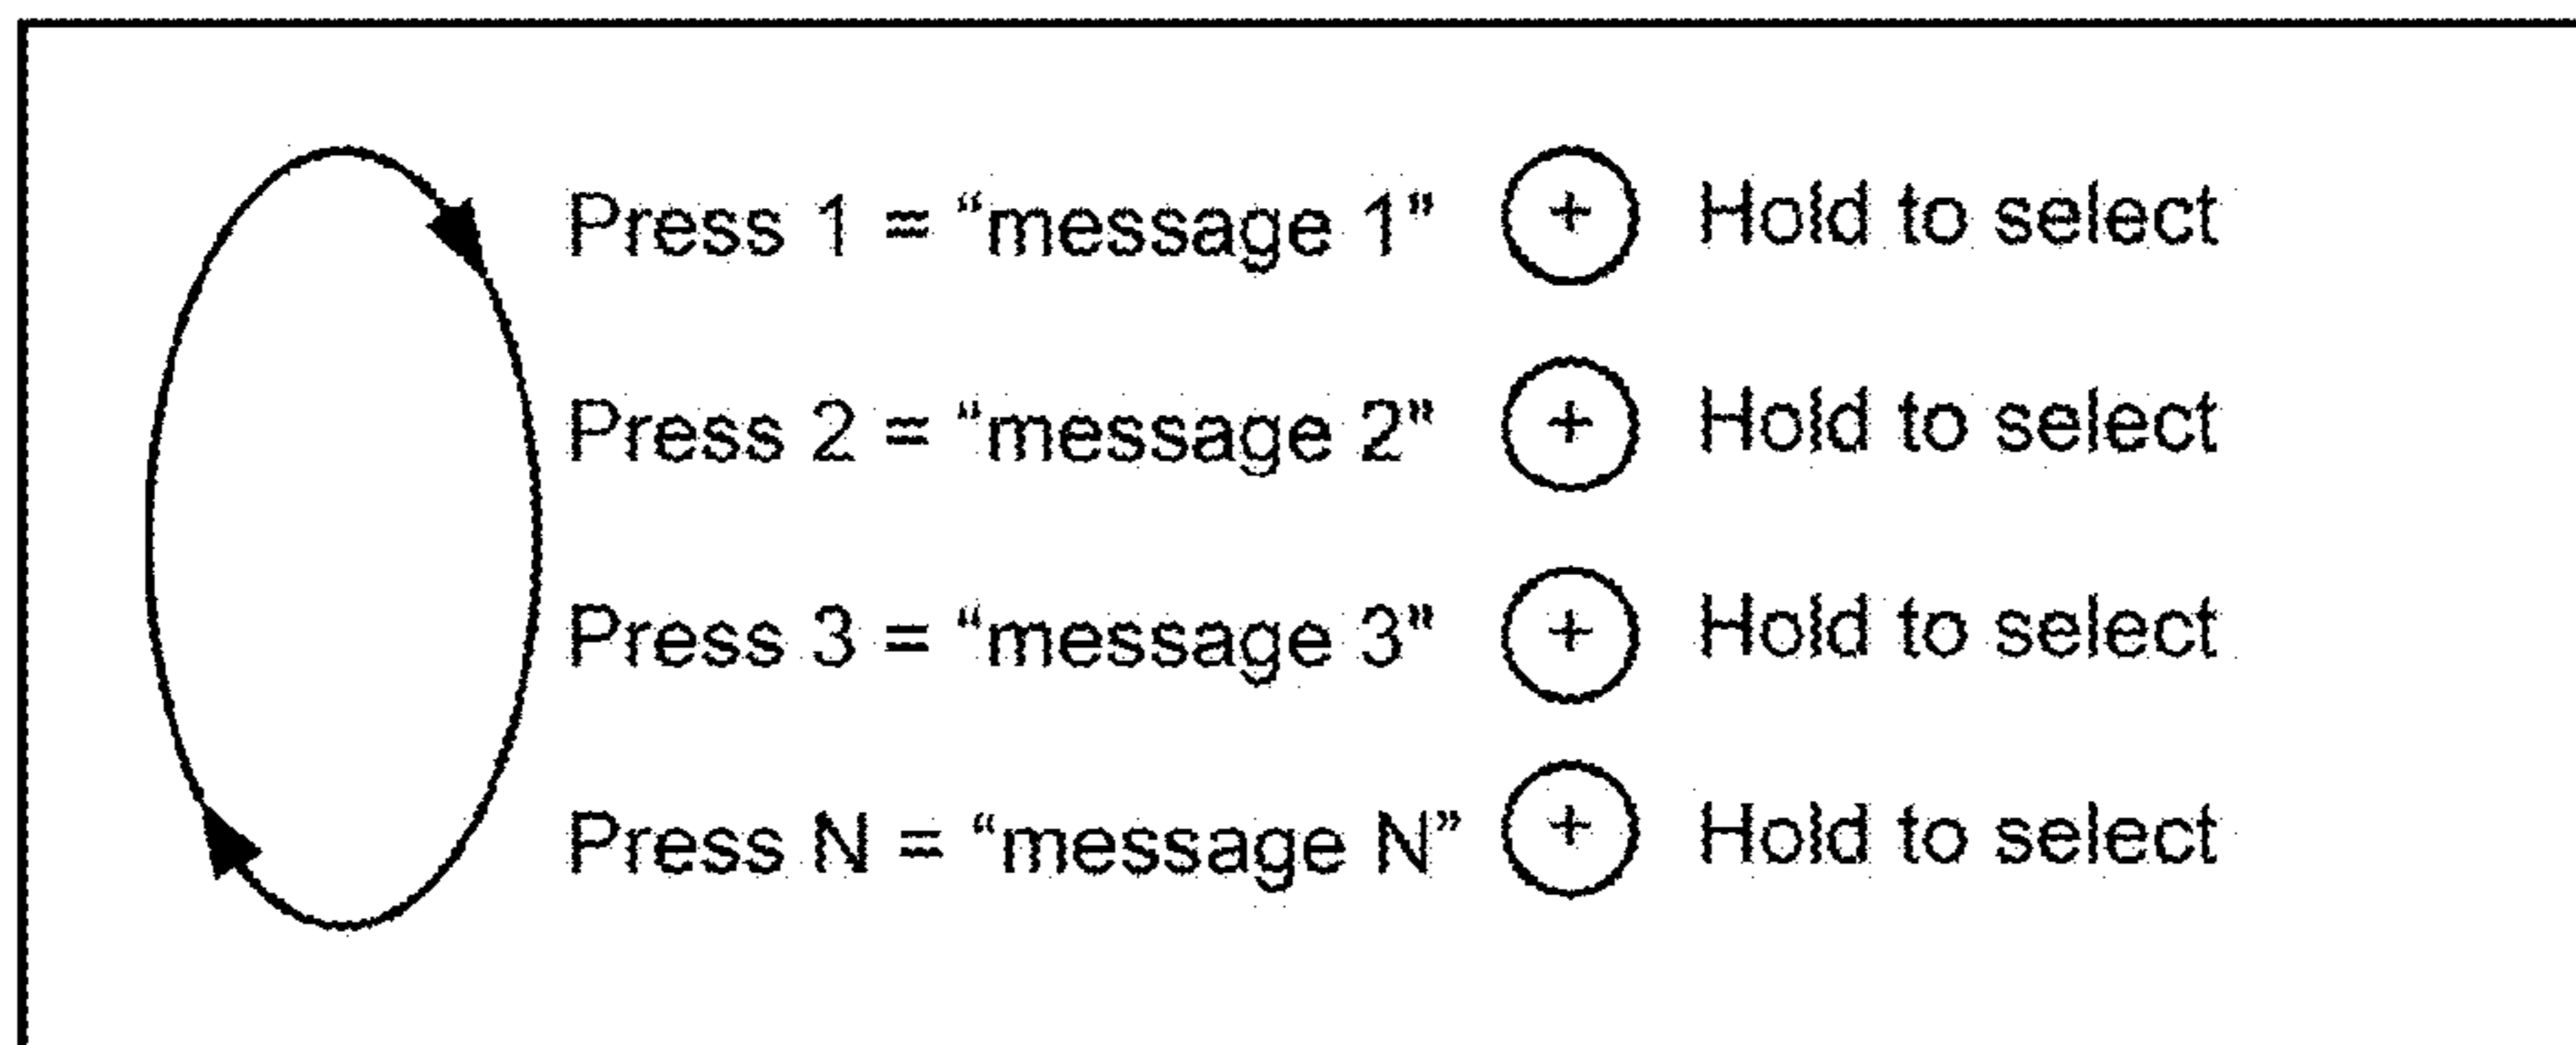 Press 1 = “message 1” + Hold to select
Press 2 = “message 2” + Hold to select
Press 3 = “message 3” + Hold to select
Press N = “message N” + Hold to select